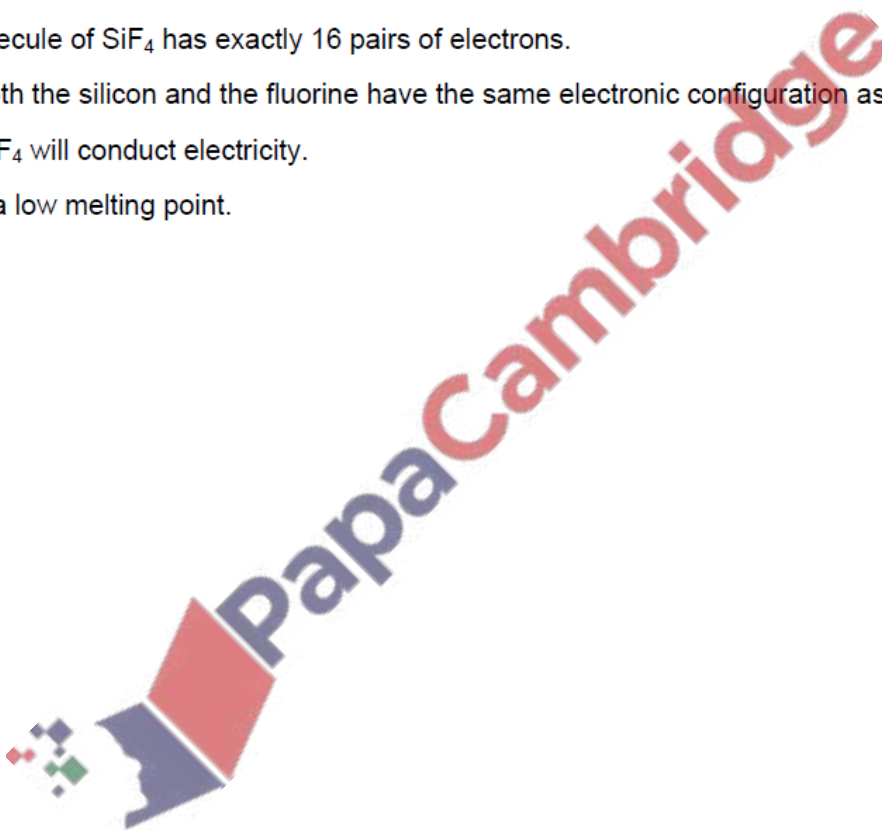 ecule of SiF₄ has exactly 16 pairs of electrons.
th the silicon and the fluorine have the same electronic configuration as
F₄ will conduct electricity.
a low melting point.
PapaCambridge